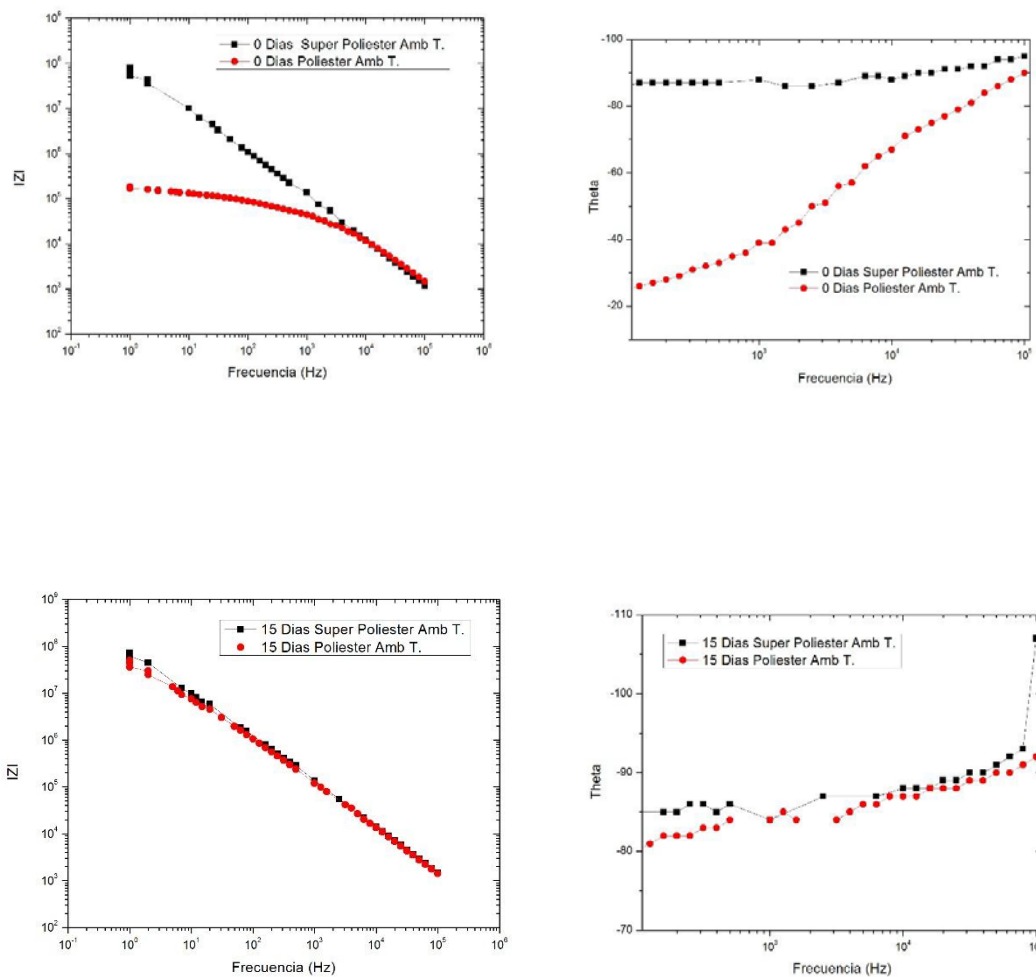 10⁹
10⁸
10⁷
10⁶
10⁵
10⁴
10³
10²
IZI
0 Dias Super Poliester Amb T.
0 Dias Poliester Amb T.
10⁻¹ 10⁰ 10¹ 10² 10³ 10⁴ 10⁵ 10⁶
Frecuencia (Hz)
-100
-80
-60
-40
-20
Theta
0 Dias Super Poliester Amb T.
0 Dias Poliester Amb T.
10³ 10⁴ 10⁵
Frecuencia (Hz)
10⁹
10⁸
10⁷
10⁶
10⁵
10⁴
10³
10²
IZI
15 Dias Super Poliester Amb T.
15 Dias Poliester Amb T.
10⁻¹ 10⁰ 10¹ 10² 10³ 10⁴ 10⁵ 10⁶
Frecuencia (Hz)
-110
-100
-90
-80
-70
Theta
15 Dias Super Poliester Amb T.
15 Dias Poliester Amb T.
10³ 10⁴
Frecuencia (Hz)